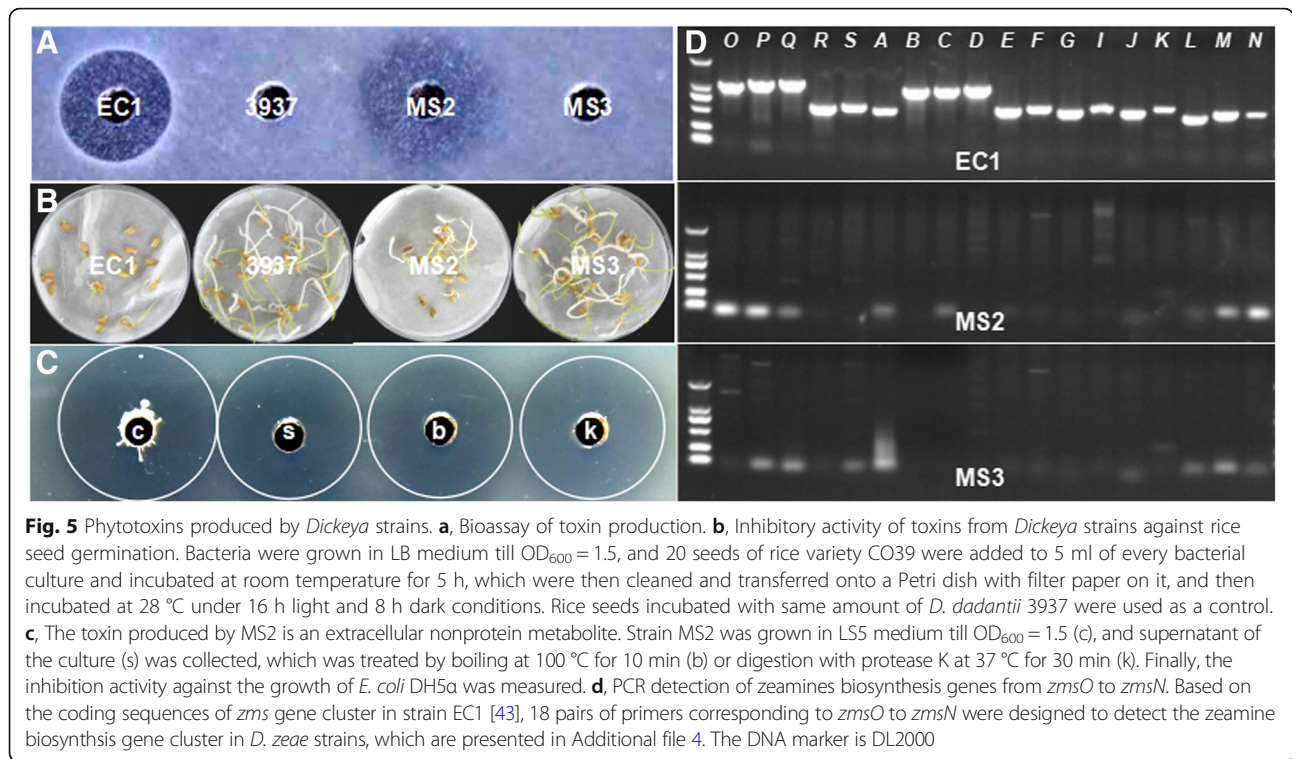 A
EC1 3937 MS2 MS3
B
EC1 3937 MS2 MS3
C
c s b k
D
O P Q R S A B C D E F G I J K L M N
EC1
MS2
MS3
Fig. 5 Phytotoxins produced by Dickeya strains. a, Bioassay of toxin production. b, Inhibitory activity of toxins from Dickeya strains against rice
seed germination. Bacteria were grown in LB medium till OD600 = 1.5, and 20 seeds of rice variety CO39 were added to 5 ml of every bacterial
culture and incubated at room temperature for 5 h, which were then cleaned and transferred onto a Petri dish with filter paper on it, and then
incubated at 28 °C under 16 h light and 8 h dark conditions. Rice seeds incubated with same amount of D. dadantii 3937 were used as a control.
c, The toxin produced by MS2 is an extracellular nonprotein metabolite. Strain MS2 was grown in LS5 medium till OD600 = 1.5 (c), and supernatant of
the culture (s) was collected, which was treated by boiling at 100 °C for 10 min (b) or digestion with protease K at 37 °C for 30 min (k). Finally, the
inhibition activity against the growth of E. coli DH5α was measured. d, PCR detection of zeamines biosynthesis genes from zmsO to zmsN. Based on
the coding sequences of zms gene cluster in strain EC1 [43], 18 pairs of primers corresponding to zmsO to zmsN were designed to detect the zeamine
biosynthsis gene cluster in D. zeae strains, which are presented in Additional file 4. The DNA marker is DL2000